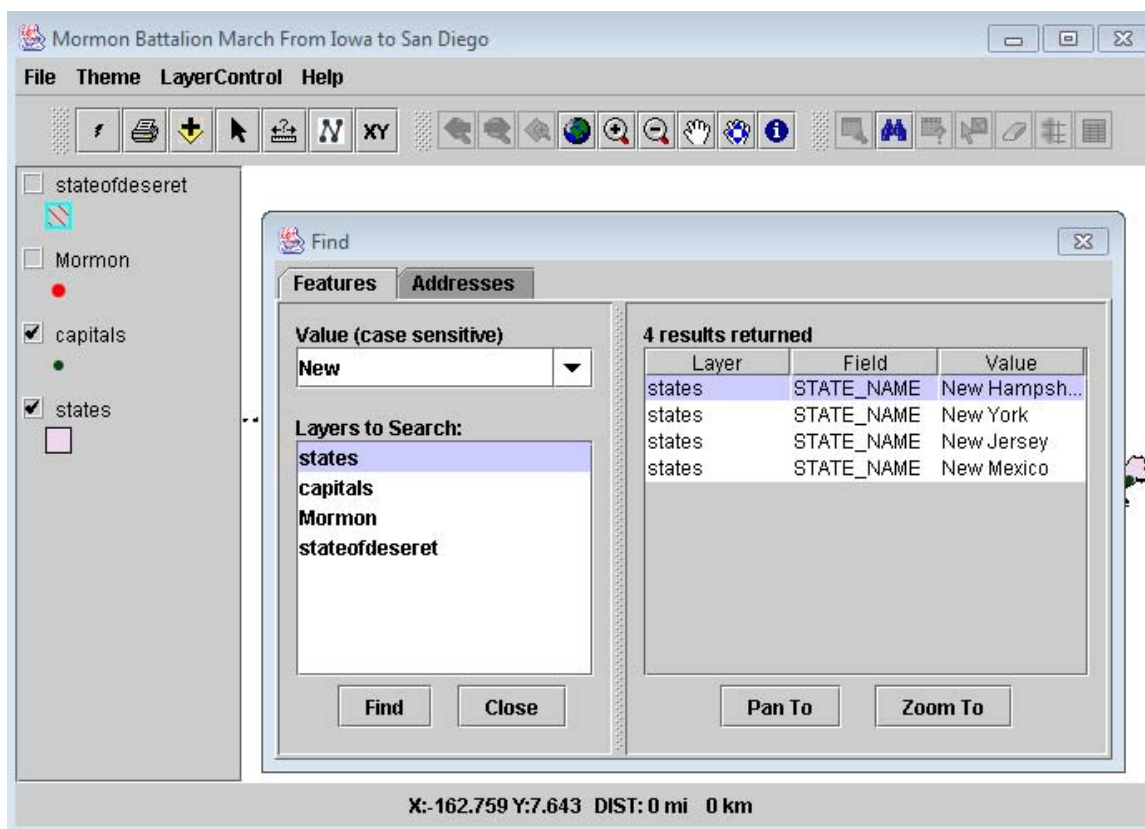 Mormon Battalion March From Iowa to San Diego
File Theme LayerControl Help
XY
stateofdeseret
Mormon
capitals
states
Find
Features Addresses
Value (case sensitive)
New
Layers to Search:
states
capitals
Mormon
stateofdeseret
Find Close
4 results returned
Layer Field Value
states STATE_NAME New Hampsh...
states STATE_NAME New York
states STATE_NAME New Jersey
states STATE_NAME New Mexico
Pan To Zoom To
X:-162.759 Y:7.643 DIST: 0 mi 0 km